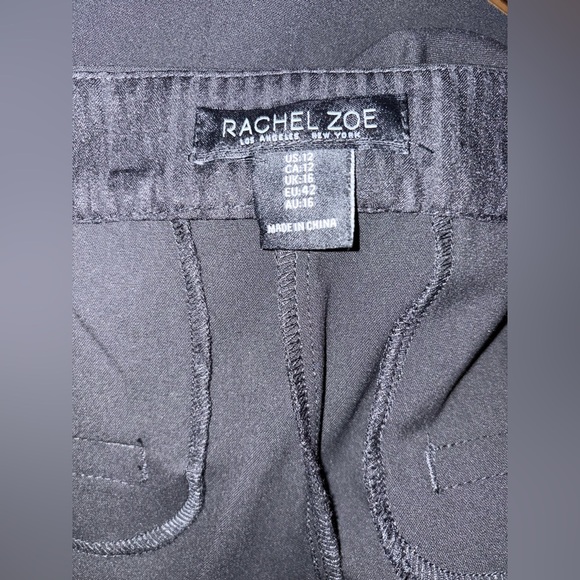 RACHEL ZOE
LOS ANGELES NEW YORK
US:12
CA:12
UK:16
EU:42
AU:16
MADE IN CHINA